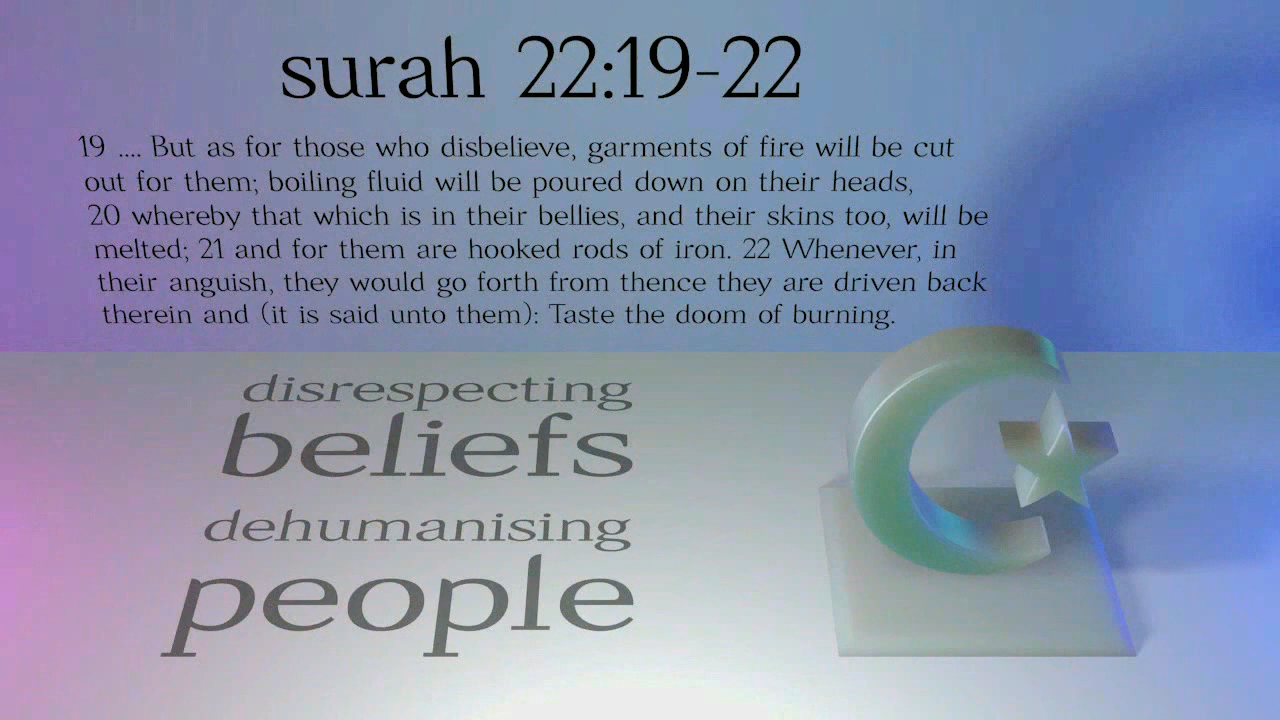 surah 22:19-22
19 .... But as for those who disbelieve, garments of fire will be cut
out for them; boiling fluid will be poured down on their heads,
20 whereby that which is in their bellies, and their skins too, will be
melted; 21 and for them are hooked rods of iron. 22 Whenever, in
their anguish, they would go forth from thence they are driven back
therein and (it is said unto them): Taste the doom of burning.
disrespecting
beliefs
dehumanising
people